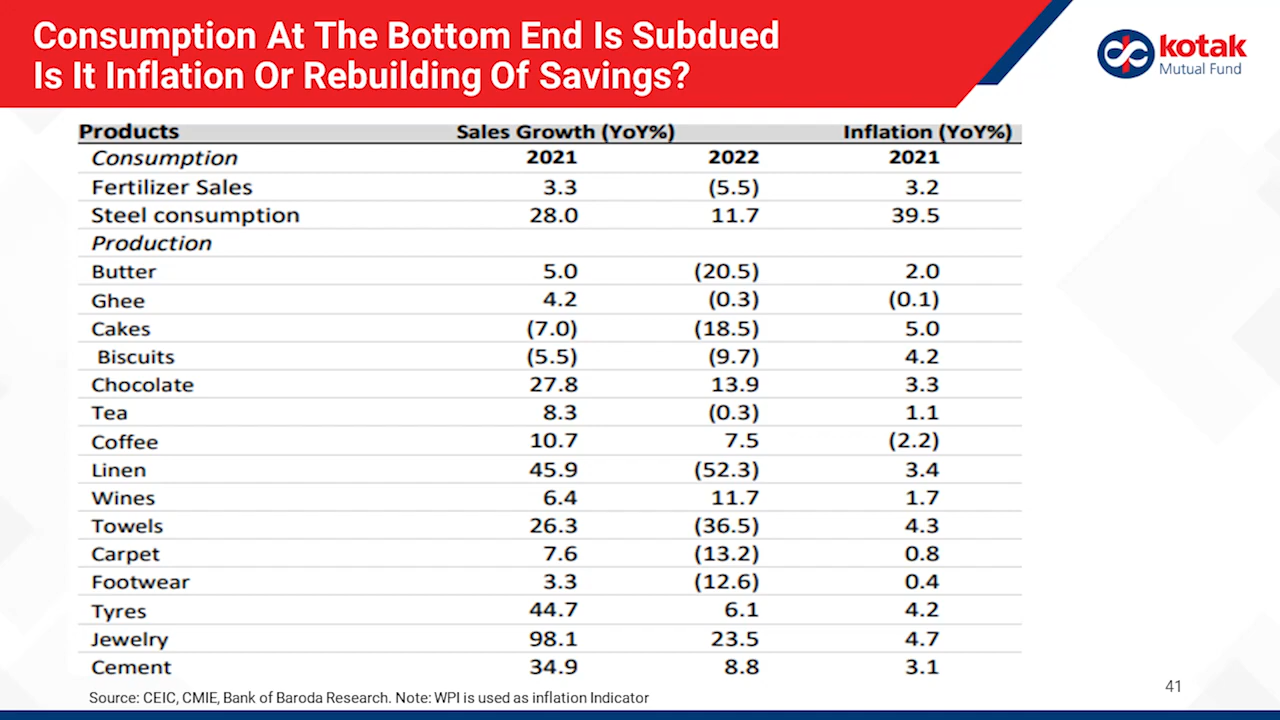 Consumption At The Bottom End Is Subdued
Is It Inflation Or Rebuilding Of Savings?
kotak
Mutual Fund
Products Sales Growth (YoY%) Inflation (YoY%)
Consumption 2021 2022 2021
Fertilizer Sales 3.3 (5.5) 3.2
Steel consumption 28.0 11.7 39.5
Production
Butter 5.0 (20.5) 2.0
Ghee 4.2 (0.3) (0.1)
Cakes (7.0) (18.5) 5.0
Biscuits (5.5) (9.7) 4.2
Chocolate 27.8 13.9 3.3
Tea 8.3 (0.3) 1.1
Coffee 10.7 7.5 (2.2)
Linen 45.9 (52.3) 3.4
Wines 6.4 11.7 1.7
Towels 26.3 (36.5) 4.3
Carpet 7.6 (13.2) 0.8
Footwear 3.3 (12.6) 0.4
Tyres 44.7 6.1 4.2
Jewelry 98.1 23.5 4.7
Cement 34.9 8.8 3.1
Source: CEIC, CMIE, Bank of Baroda Research. Note: WPI is used as inflation Indicator
41